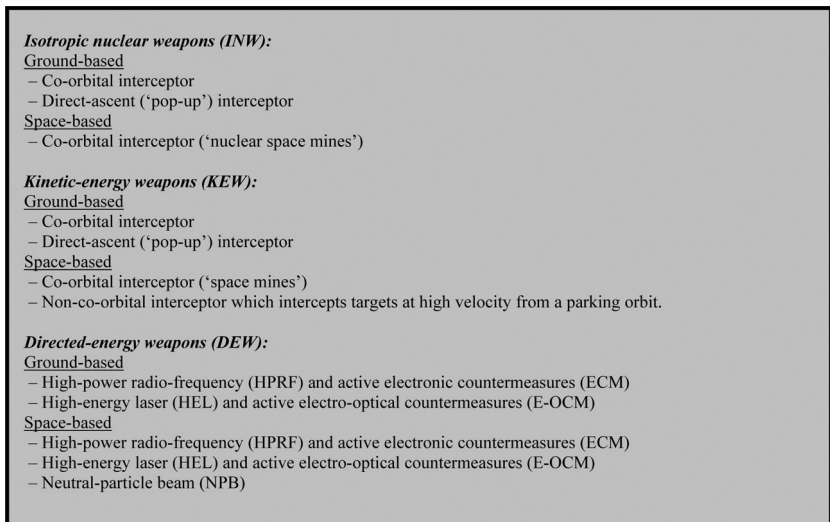 Isotropic nuclear weapons (INW):
Ground-based
– Co-orbital interceptor
– Direct-ascent (‘pop-up’) interceptor
Space-based
– Co-orbital interceptor (‘nuclear space mines’)
Kinetic-energy weapons (KEW):
Ground-based
– Co-orbital interceptor
– Direct-ascent (‘pop-up’) interceptor
Space-based
– Co-orbital interceptor (‘space mines’)
– Non-co-orbital interceptor which intercepts targets at high velocity from a parking orbit.
Directed-energy weapons (DEW):
Ground-based
– High-power radio-frequency (HPRF) and active electronic countermeasures (ECM)
– High-energy laser (HEL) and active electro-optical countermeasures (E-OCM)
Space-based
– High-power radio-frequency (HPRF) and active electronic countermeasures (ECM)
– High-energy laser (HEL) and active electro-optical countermeasures (E-OCM)
– Neutral-particle beam (NPB)